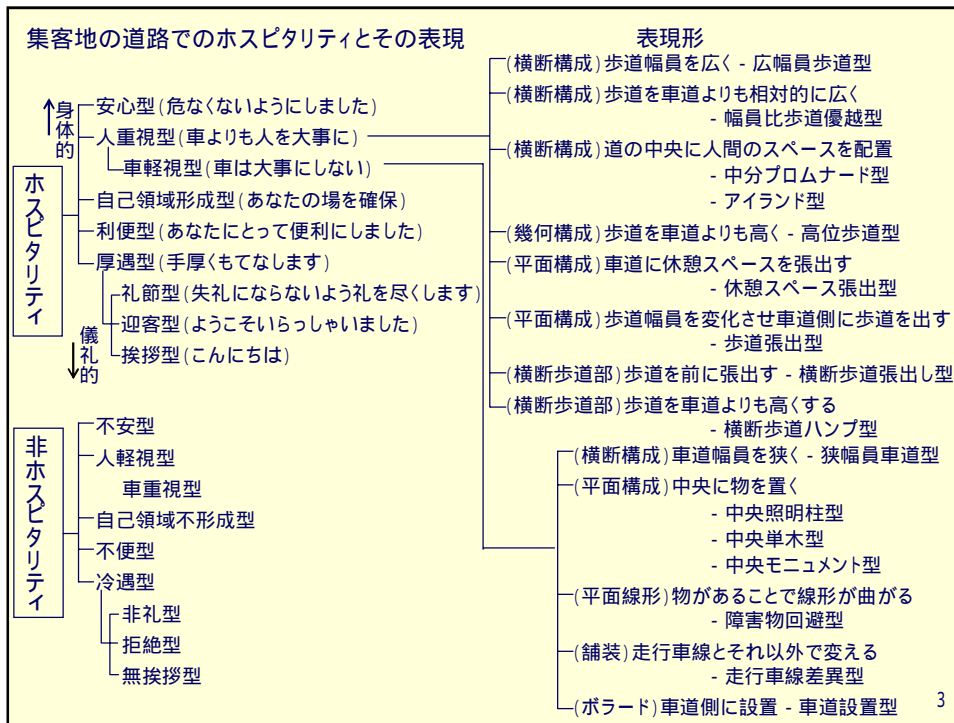 集客地の道路でのホスピタリティとその表現
ホスピタリティ
↑身体的
↓儀礼的
安心型(危なくないようにしました)
人重視型(車よりも人を大事に)
車軽視型(車は大事にしない)
自己領域形成型(あなたの場を確保)
利便型(あなたにとって便利にしました)
厚遇型(手厚くもてなします)
礼節型(失礼にならないよう礼を尽くします)
迎客型(ようこそいらっしゃいました)
挨拶型(こんにちは)
非ホスピタリティ
不安型
人軽視型
車重視型
自己領域不形成型
不便型
冷遇型
非礼型
拒絶型
無挨拶型
表現形
(横断構成)歩道幅員を広く - 広幅員歩道型
(横断構成)歩道を車道よりも相対的に広く
- 幅員比歩道優越型
(横断構成)道の中央に人間のスペースを配置
- 中分プロムナード型
- アイランド型
(幾何構成)歩道を車道よりも高く - 高位歩道型
(平面構成)車道に休憩スペースを張出す
- 休憩スペース張出型
(平面構成)歩道幅員を変化させ車道側に歩道を出す
- 歩道張出型
(横断歩道部)歩道を前に張出す - 横断歩道張出し型
(横断歩道部)歩道を車道よりも高くする
- 横断歩道ハンプ型
(横断構成)車道幅員を狭く - 狭幅員車道型
(平面構成)中央に物を置く
- 中央照明柱型
- 中央単木型
- 中央モニュメント型
(平面線形)物があることで線形が曲がる
- 障害物回避型
(舗装)走行車線とそれ以外で変える
- 走行車線差異型
(ボラード)車道側に設置 - 車道設置型
3